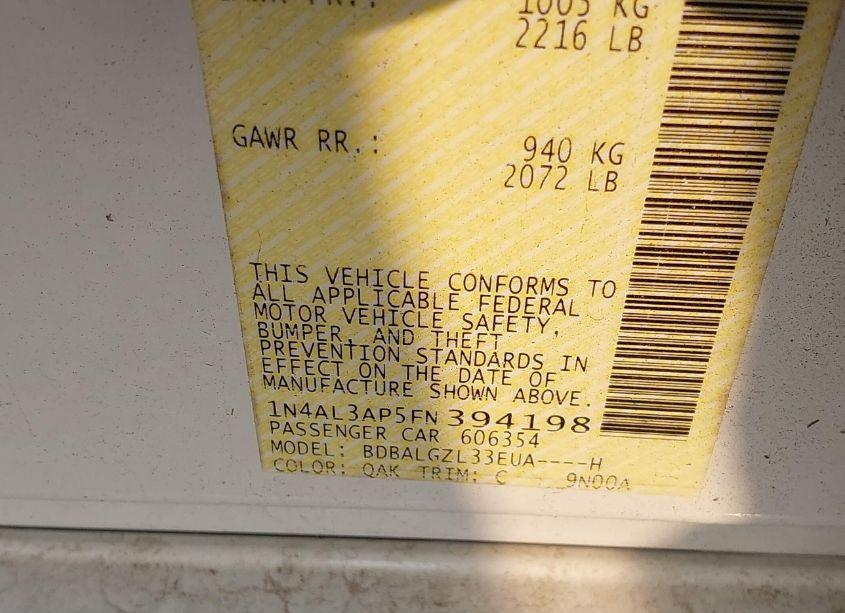 1005 KG
2216 LB
GAWR RR.: 940 KG
2072 LB
THIS VEHICLE CONFORMS TO
ALL APPLICABLE FEDERAL
MOTOR VEHICLE SAFETY,
BUMPER, AND THEFT
PREVENTION STANDARDS IN
EFFECT ON THE DATE OF
MANUFACTURE SHOWN ABOVE.
1N4AL3AP5FN394198
PASSENGER CAR 606354
MODEL: BDBALGZL33EUA----H
COLOR: QAK TRIM: C 9N00A